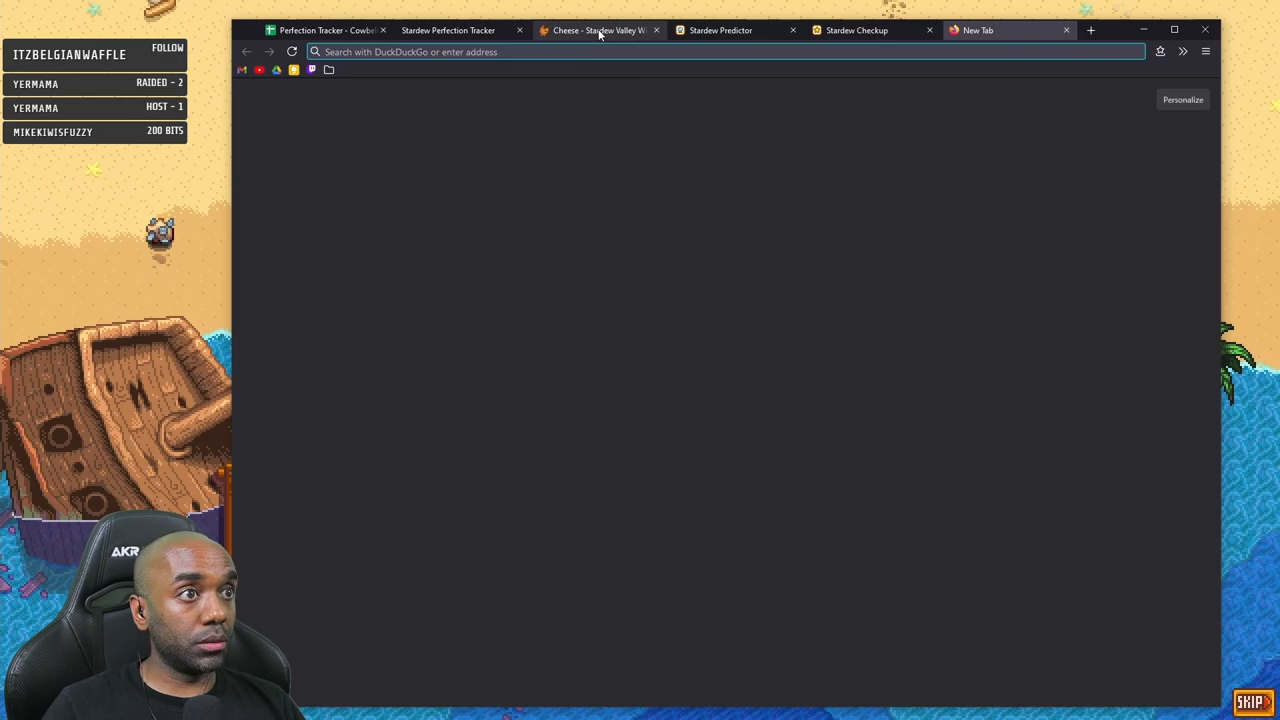 ITZBELGIANWAFFLE FOLLOW
YERMAMA RAIDED - 2
YERMAMA HOST - 1
MIKEKIWISFUZZY 200 BITS
Perfection Tracker - Cowbel
Stardew Perfection Tracker
Cheese - Stardew Valley W
Stardew Predictor
Stardew Checkup
New Tab
Search with DuckDuckGo or enter address
Personalize
AKR
SKIP